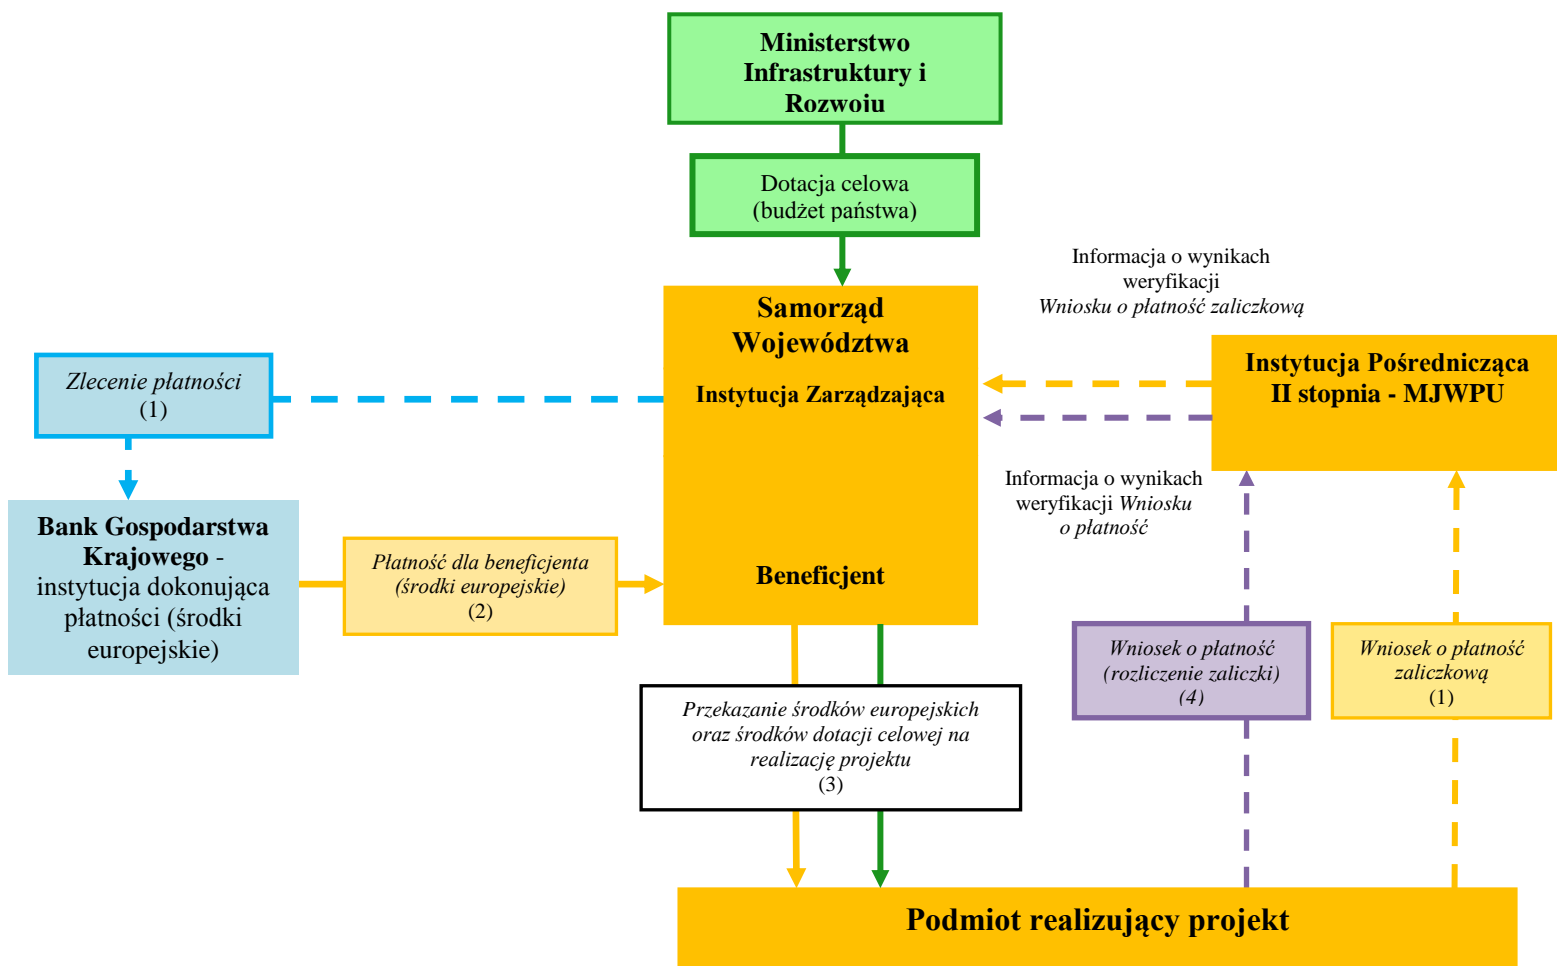 Ministerstwo
Infrastruktury i
Rozwoju
Dotacja celowa
(budżet państwa)
Informacja o wynikach
weryfikacji
Wniosku o płatność zaliczkową
Samorząd
Województwa
Instytucja Zarządzająca
Instytucja Pośrednicząca
II stopnia - MJWPU
Zlecenie płatności
(1)
Informacja o wynikach
weryfikacji Wniosku
o płatność
Bank Gospodarstwa
Krajowego -
instytucja dokonująca
płatności (środki
europejskie)
Płatność dla beneficjenta
(środki europejskie)
(2)
Beneficjent
Wniosek o płatność
(rozliczenie zaliczki)
(4)
Wniosek o płatność
zaliczkową
(1)
Przekazanie środków europejskich
oraz środków dotacji celowej na
realizację projektu
(3)
Podmiot realizujący projekt